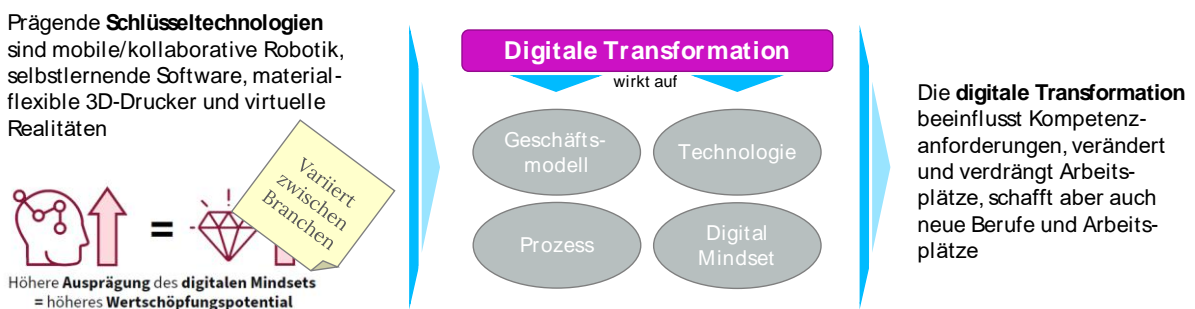 Prägende Schlüsseltechnologien
sind mobile/kollaborative Robotik,
selbstlernende Software, material-
flexible 3D-Drucker und virtuelle
Realitäten
Variiert
zwischen
Branchen
=
Höhere Ausprägung des digitalen Mindsets
= höheres Wertschöpfungspotential
Digitale Transformation
wirkt auf
Geschäfts-
modell
Technologie
Prozess
Digital
Mindset
Die digitale Transformation
beeinflusst Kompetenz-
anforderungen, verändert
und verdrängt Arbeits-
plätze, schafft aber auch
neue Berufe und Arbeits-
plätze